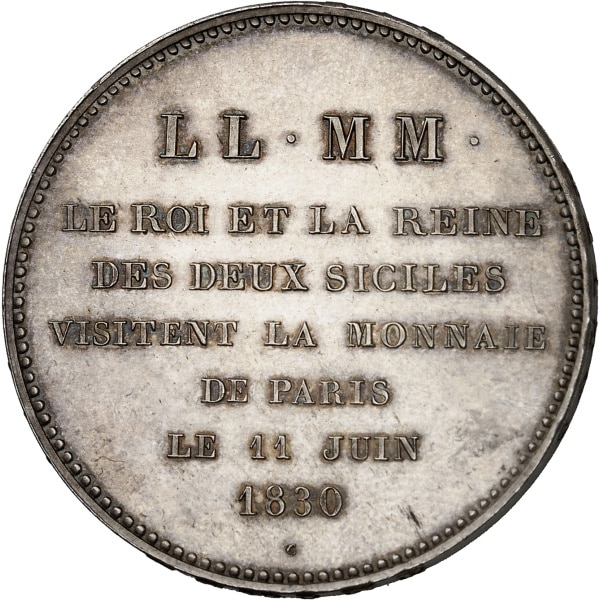 LL · MM ·
LE ROI ET LA REINE
DES DEUX SICILES
VISITENT LA MONNAIE
DE PARIS
LE 11 JUIN
1830